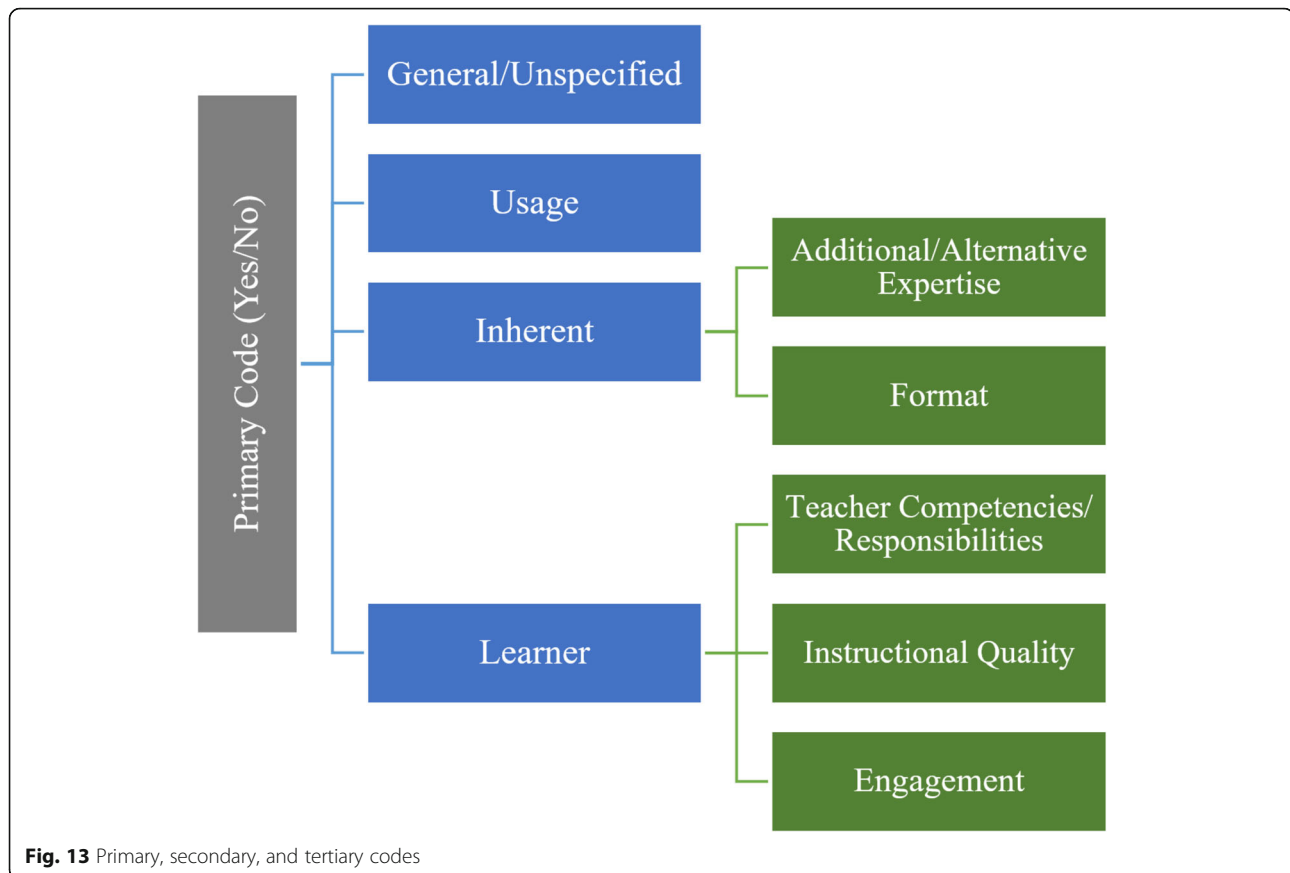 Primary Code (Yes/No)
General/Unspecified
Usage
Inherent
Learner
Additional/Alternative
Expertise
Format
Teacher Competencies/
Responsibilities
Instructional Quality
Engagement
Fig. 13 Primary, secondary, and tertiary codes